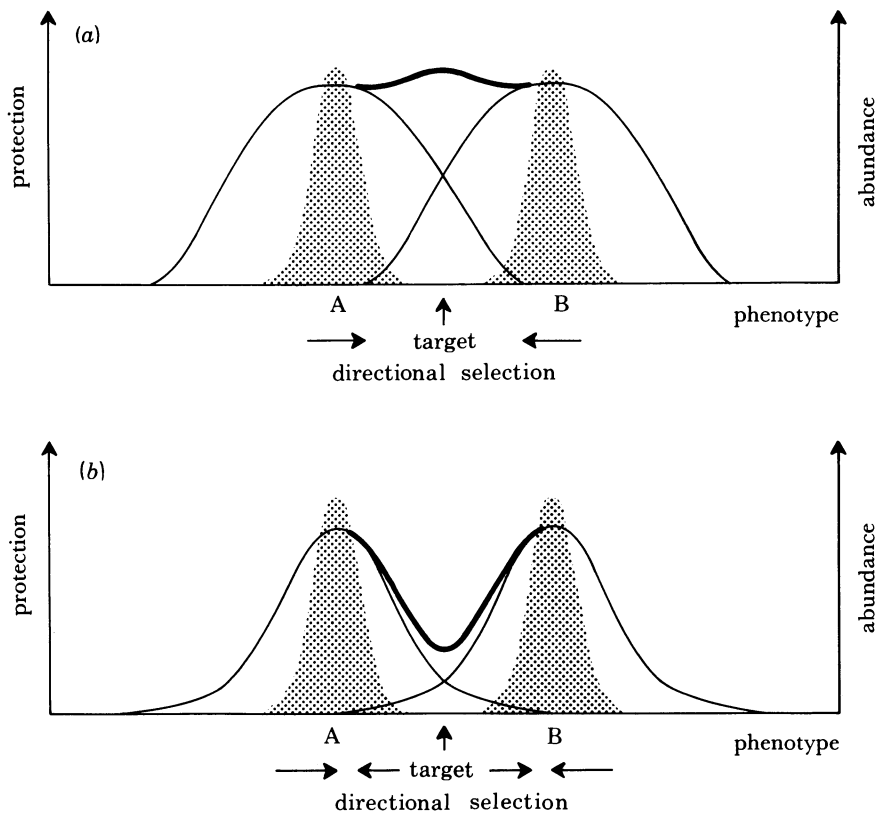 (a)
protection
abundance
A
B
phenotype
target
directional selection
(b)
protection
abundance
A
B
phenotype
target
directional selection